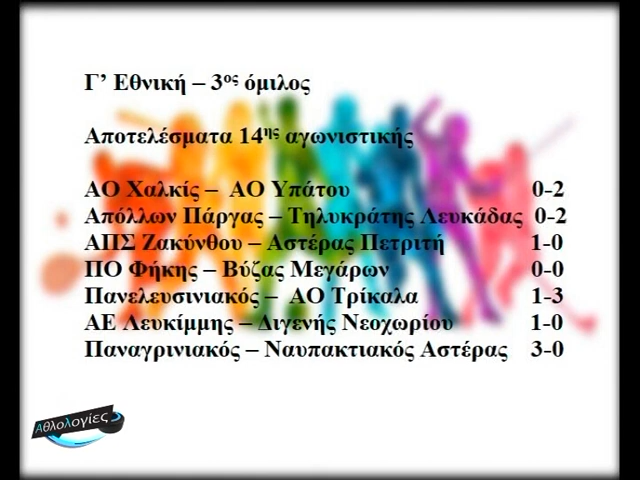 Γ’ Εθνική – 3ος όμιλος
Αποτελέσματα 14ης αγωνιστικής
ΑΟ Χαλκίς – ΑΟ Υπάτου 0-2
Απόλλων Πάργας – Τηλυκράτης Λευκάδας 0-2
ΑΠΣ Ζακύνθου – Αστέρας Πετριτή 1-0
ΠΟ Φήκης – Βύζας Μεγάρων 0-0
Πανελευσινιακός – ΑΟ Τρίκαλα 1-3
ΑΕ Λευκίμμης – Διγενής Νεοχωρίου 1-0
Παναγρινιακός – Ναυπακτιακός Αστέρας 3-0
Αθλολογίες